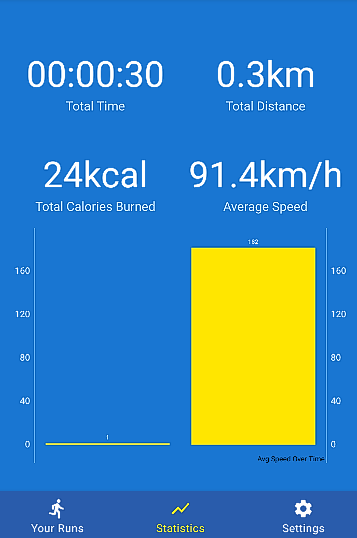 00:00:30 0.3km
Total Time Total Distance
24kcal 91.4km/h
Total Calories Burned Average Speed
182
160 160
120 120
80 80
40 40
1
0 0
Avg Speed Over Time
Your Runs Statistics Settings